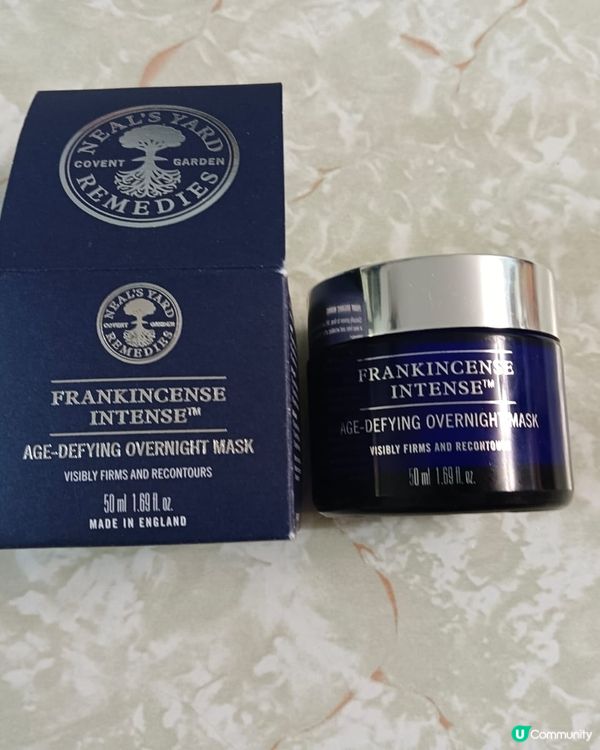 NEAL'S YARD
COVENT GARDEN
REMEDIES
NEAL'S YARD
COVENT GARDEN
REMEDIES
FRANKINCENSE
INTENSE™
AGE-DEFYING OVERNIGHT MASK
VISIBLY FIRMS AND RECONTOURS
50 ml 1.69 fl. oz.
MADE IN ENGLAND
FRANKINCENSE
INTENSE™
AGE-DEFYING OVERNIGHT MASK
VISIBLY FIRMS AND RECONTOURS
50 ml 1.69 fl. oz.
U Community